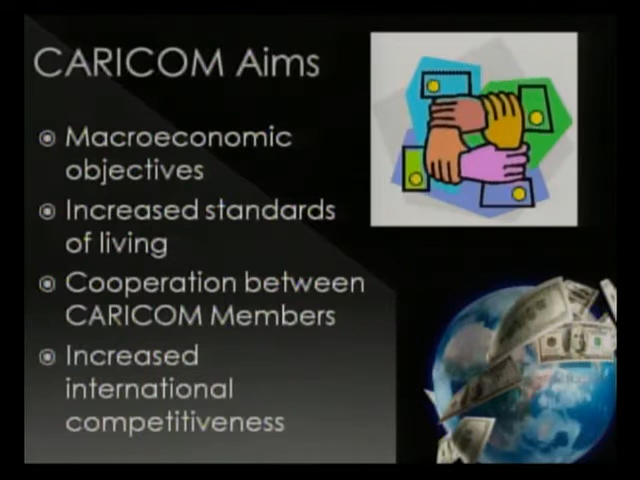 CARICOM Aims
Macroeconomic
objectives
Increased standards
of living
Cooperation between
CARICOM Members
Increased
international
competitiveness